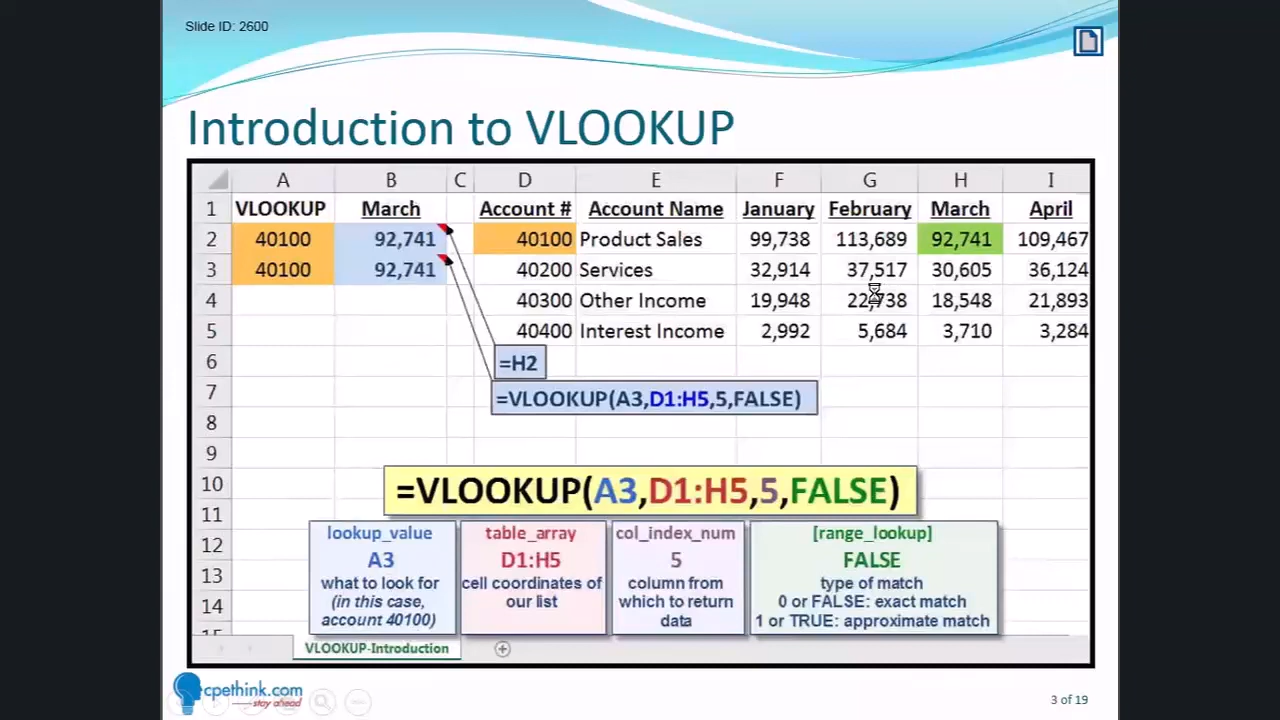 Slide ID: 2600
Introduction to VLOOKUP
A B C D E F G H I
1 VLOOKUP March Account # Account Name January February March April
2 40100 92,741 40100 Product Sales 99,738 113,689 92,741 109,467
3 40100 92,741 40200 Services 32,914 37,517 30,605 36,124
4 40300 Other Income 19,948 22,738 18,548 21,893
5 40400 Interest Income 2,992 5,684 3,710 3,284
6 =H2
7 =VLOOKUP(A3,D1:H5,5,FALSE)
8
9
10 =VLOOKUP(A3,D1:H5,5,FALSE)
11
12 lookup_value table_array col_index_num [range_lookup]
A3 D1:H5 5 FALSE
13 what to look for cell coordinates of column from type of match
14 (in this case, our list which to return 0 or FALSE: exact match
account 40100) data 1 or TRUE: approximate match
VLOOKUP-Introduction
cpethink.com
stay ahead
3 of 19